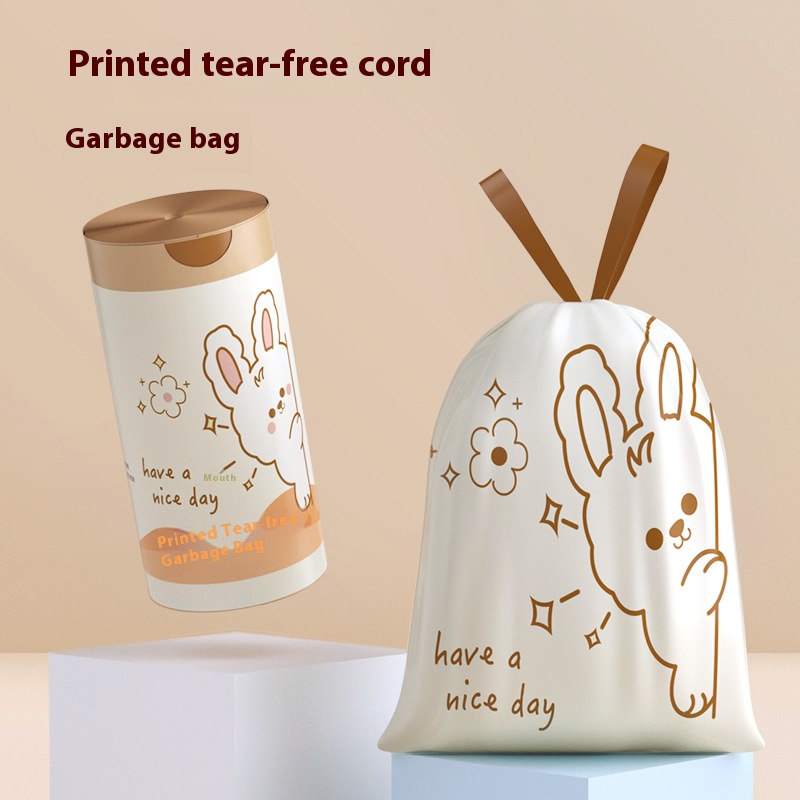 Printed tear-free cord
Garbage bag
have a
Mouth
nice day
Printed Tear-free
Garbage Bag
have a
nice day